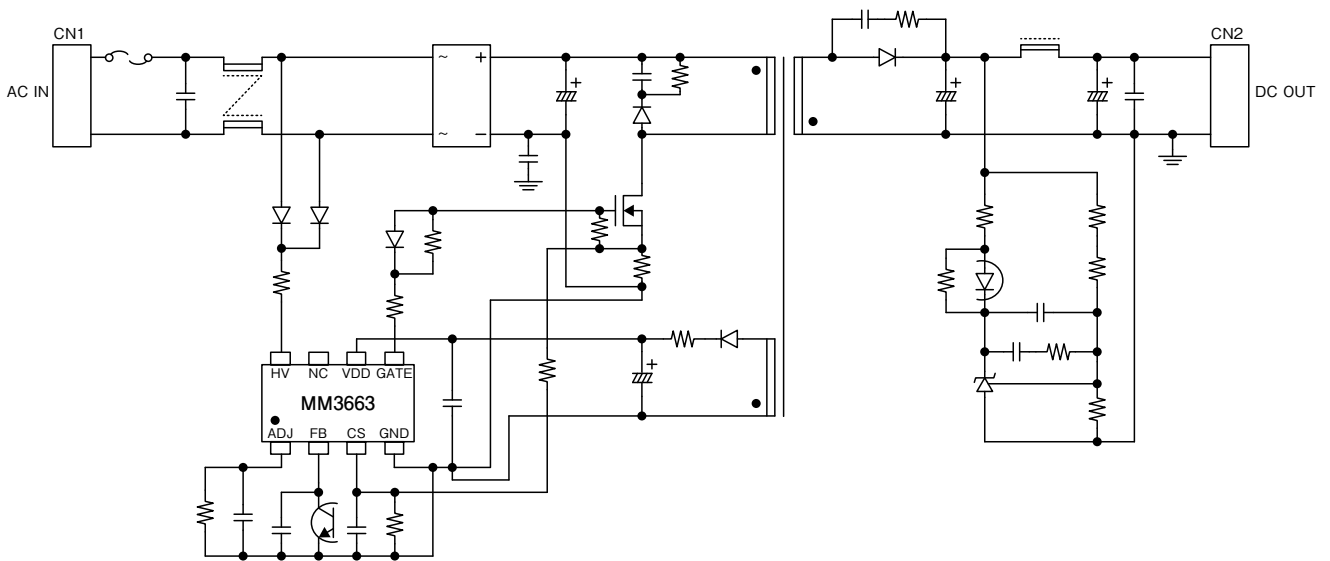 CN1
CN2
AC IN
~ +
DC OUT
~ −
+
+
+
HV NC VDD GATE
+
MM3663
ADJ FB CS GND